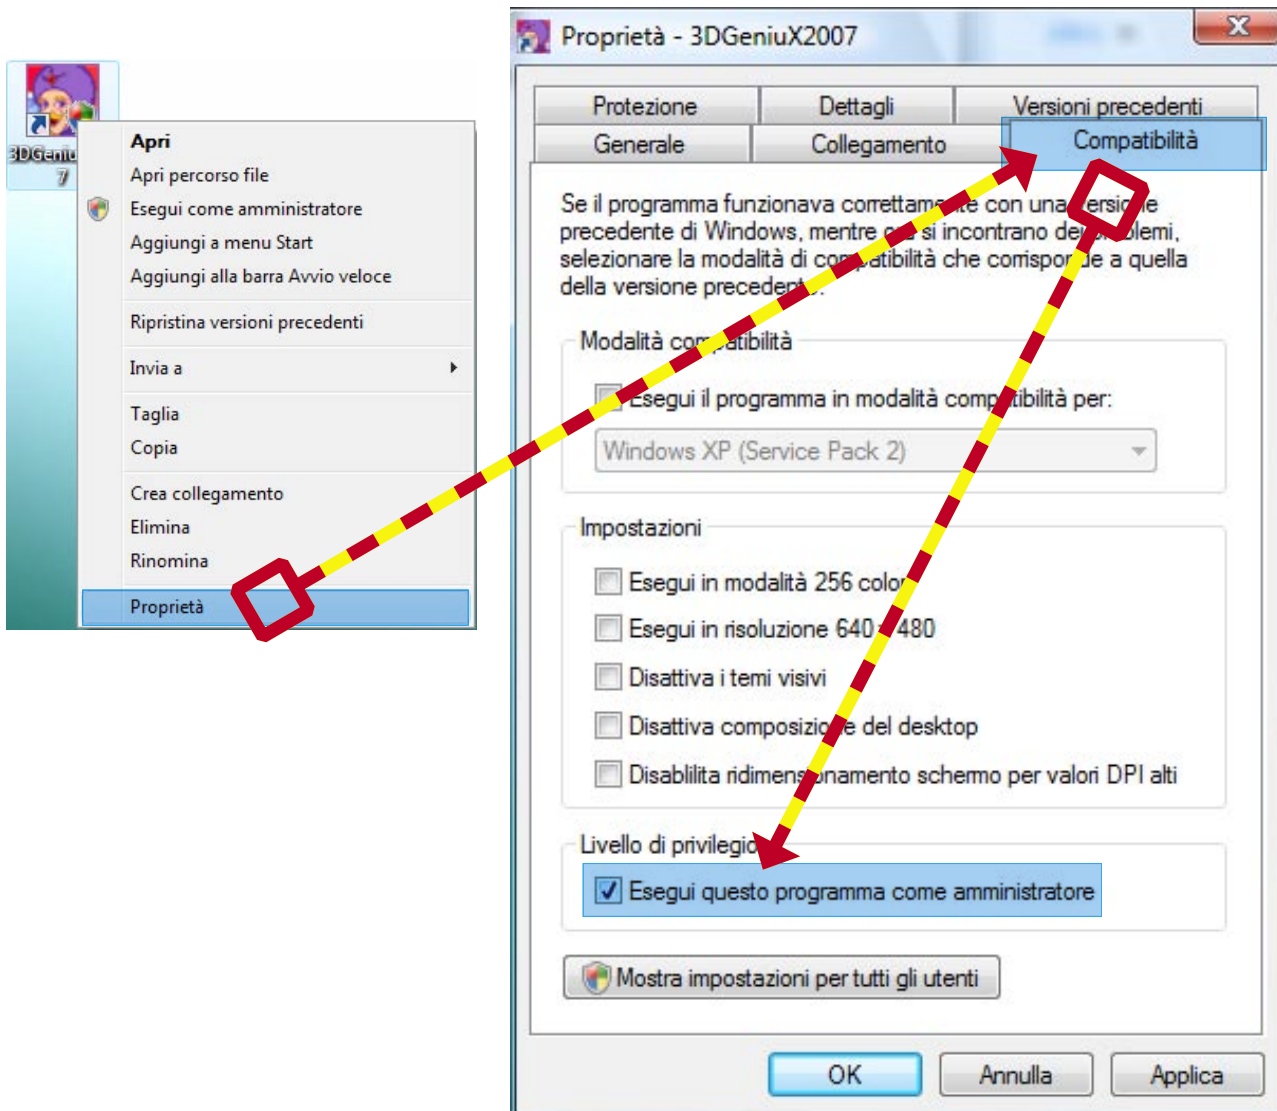 3DGeniu
7
Apri
Apri percorso file
Esegui come amministratore
Aggiungi a menu Start
Aggiungi alla barra Avvio veloce
Ripristina versioni precedenti
Invia a
Taglia
Copia
Crea collegamento
Elimina
Rinomina
Proprietà
Proprietà - 3DGeniuX2007
Protezione Dettagli Versioni precedenti
Generale Collegamento Compatibilità
Se il programma funzionava correttamente con una versione
precedente di Windows, mentre ora si incontrano dei problemi,
selezionare la modalità di compatibilità che corrisponde a quella
della versione precedente.
Modalità compatibilità
Esegui il programma in modalità compatibilità per:
Windows XP (Service Pack 2)
Impostazioni
Esegui in modalità 256 colori
Esegui in risoluzione 640 x 480
Disattiva i temi visivi
Disattiva composizione del desktop
Disablilita ridimensionamento schermo per valori DPI alti
Livello di privilegio
Esegui questo programma come amministratore
Mostra impostazioni per tutti gli utenti
OK Annulla Applica